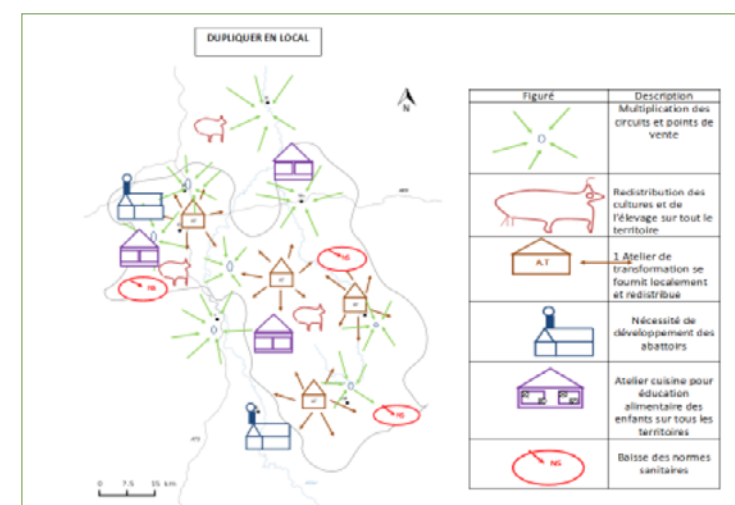 DUPLIQUER EN LOCAL
N
Figuré Description
Multiplication des
circuits et points de
vente
Redistribution des
cultures et de
l'élevage sur tout le
territoire
A.T
1 Atelier de
transformation se
fournit localement
et redistribue
Nécessité de
développement des
abattoirs
Atelier cuisine pour
éducation
alimentaire des
enfants sur tous les
territoires
NS
Baisse des normes
sanitaires
NS
NS
NS
0 7.5 15 km